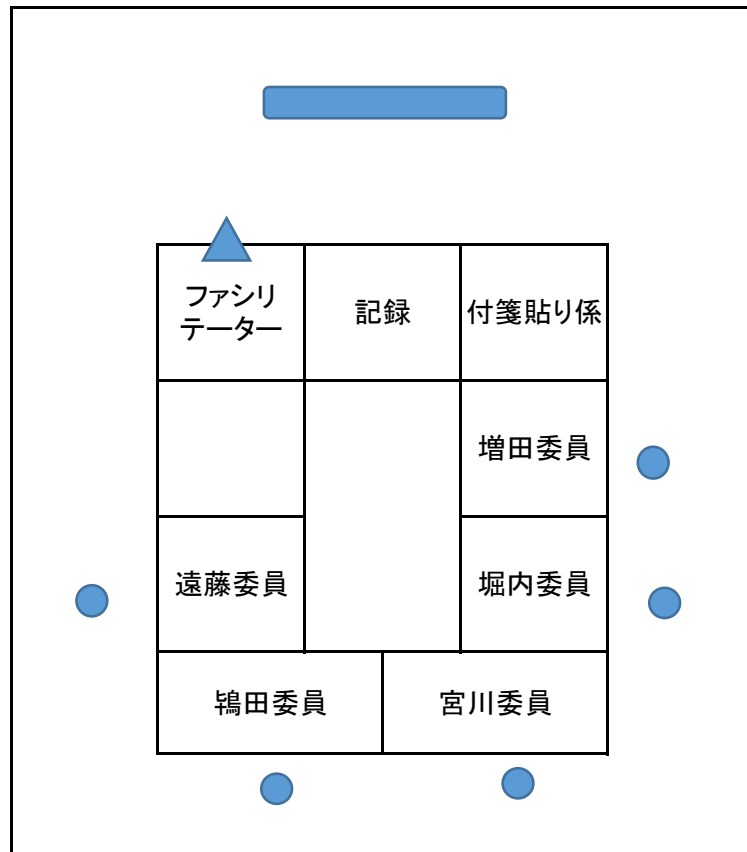 ファシリ
テーター
記録
付箋貼り係
増田委員
遠藤委員
堀内委員
鴇田委員
宮川委員